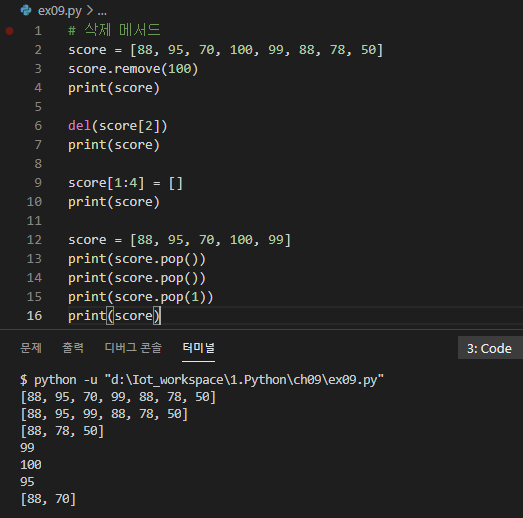 ex09.py > ...
1 # 삭제 메서드
2 score = [88, 95, 70, 100, 99, 88, 78, 50]
3 score.remove(100)
4 print(score)
5
6 del(score[2])
7 print(score)
8
9 score[1:4] = []
10 print(score)
11
12 score = [88, 95, 70, 100, 99]
13 print(score.pop())
14 print(score.pop())
15 print(score.pop(1))
16 print(score)
문제 출력 디버그 콘솔 터미널 3: Code
$ python -u "d:\Iot_workspace\1.Python\ch09\ex09.py"
[88, 95, 70, 99, 88, 78, 50]
[88, 95, 99, 88, 78, 50]
[88, 78, 50]
99
100
95
[88, 70]